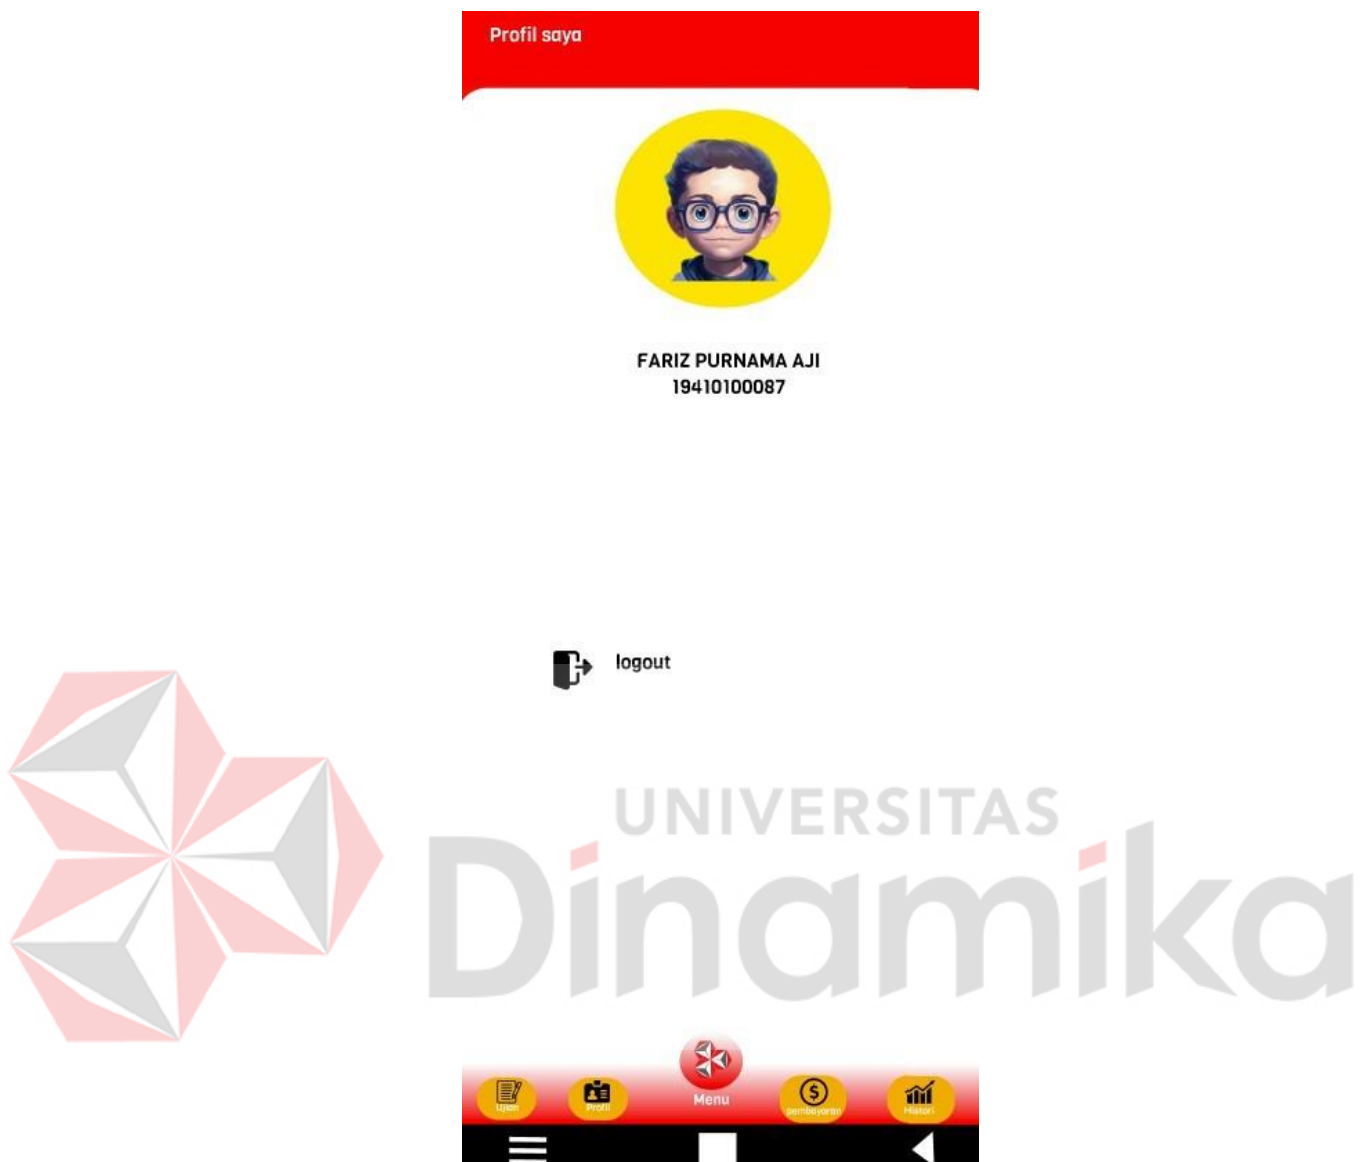 Profil saya
FARIZ PURNAMA AJI
19410100087
logout
UNIVERSITAS
Dinamika
Ujian
Profil
Menu
pembayaran
Histori